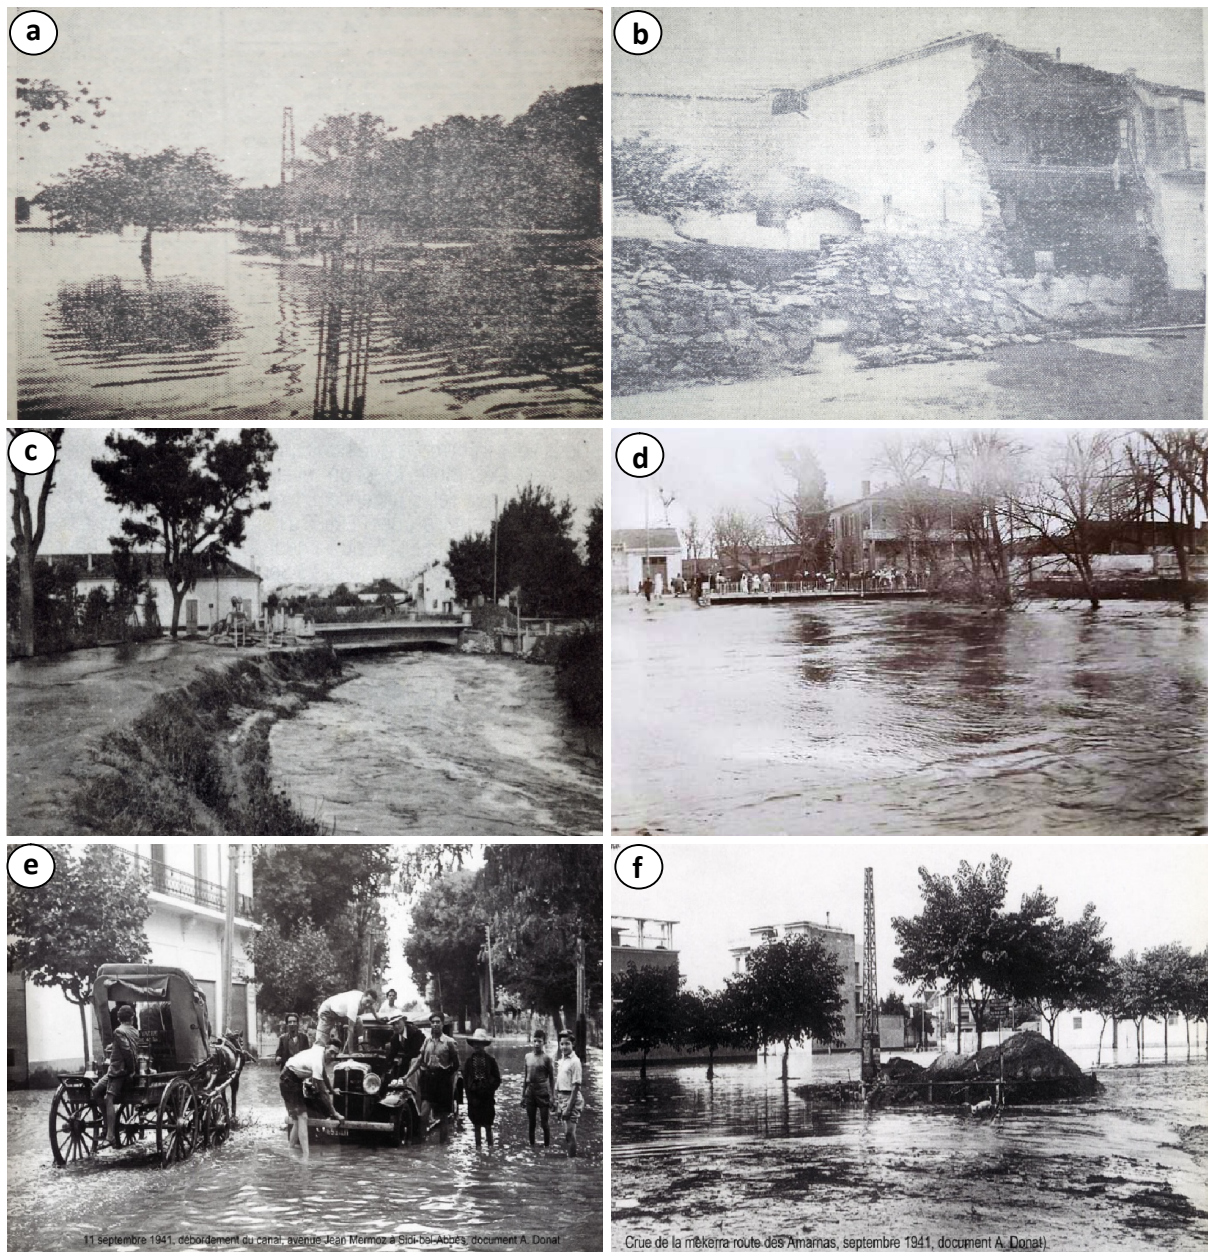 a
b
c
d
e
f
11 septembre 1941, débordement du canal, avenue Jean Mermoz à Sidi-bel-Abbès, document A. Donat
Crue de la mékerra route des Amarnas, septembre 1941, document A. Donat)